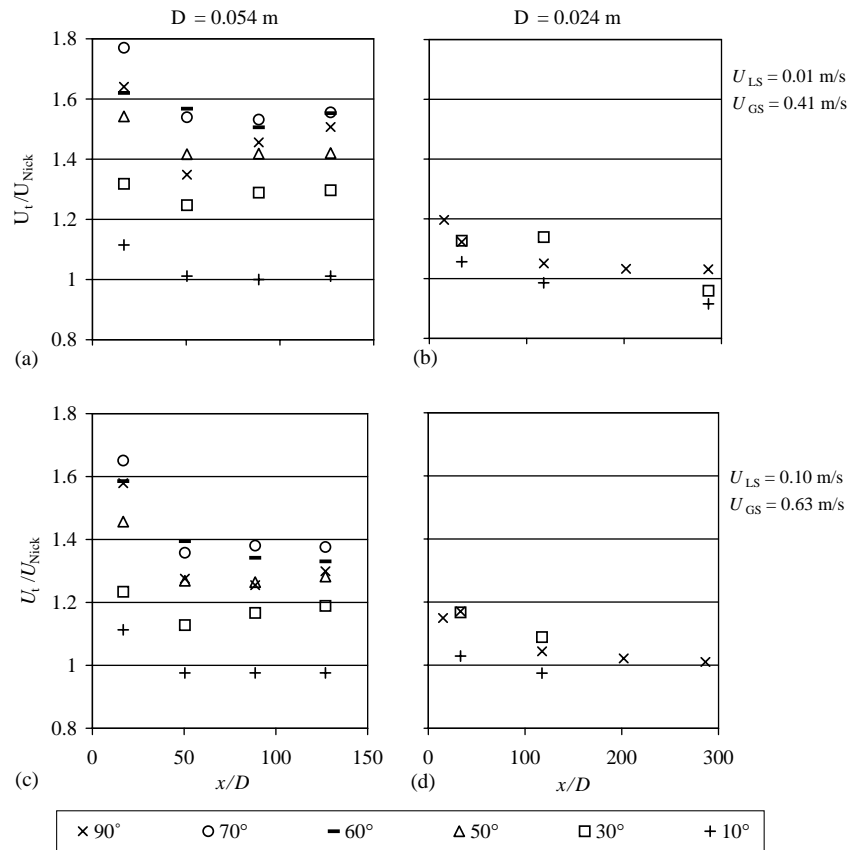 D = 0.054 m
D = 0.024 m
1.8
1.6
1.4
1.2
1
0.8
U_t/U_Nick
(a)
(b)
U_LS = 0.01 m/s
U_GS = 0.41 m/s
1.8
1.6
1.4
1.2
1
0.8
U_t/U_Nick
0
50
100
150
x/D
(c)
0
100
200
300
x/D
(d)
U_LS = 0.10 m/s
U_GS = 0.63 m/s
90°
70°
60°
50°
30°
10°